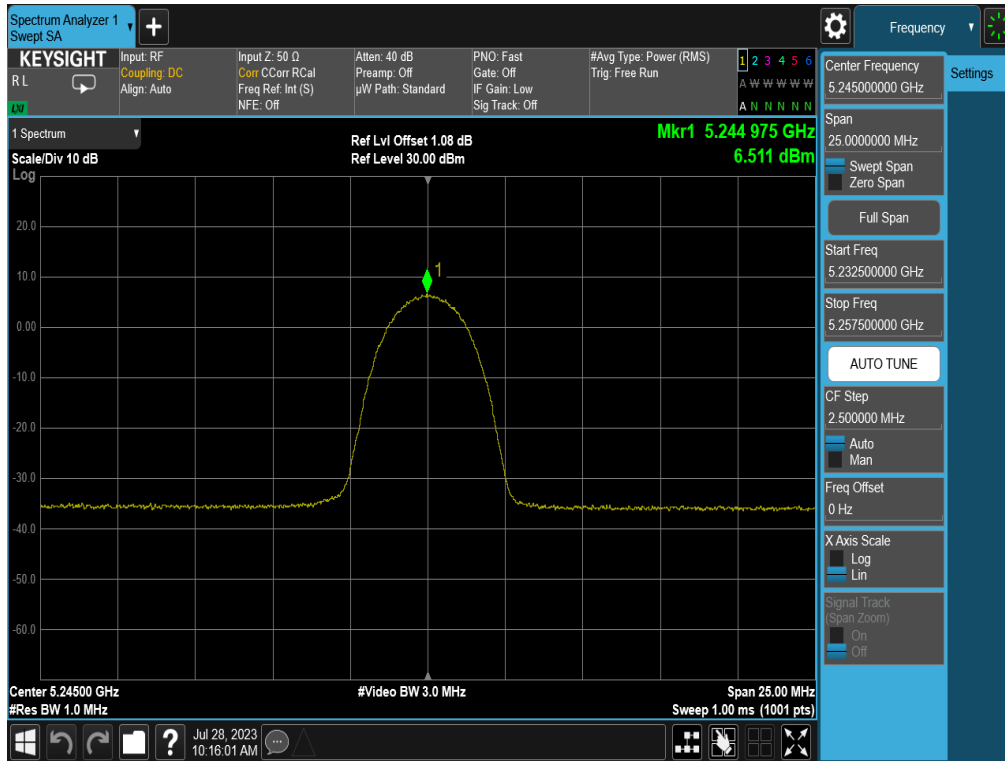 Spectrum Analyzer 1
Swept SA
+
Frequency
KEYSIGHT
R L
LXI
Input: RF
Coupling: DC
Align: Auto
Input Z: 50 Ω
Corr CCorr RCal
Freq Ref: Int (S)
NFE: Off
Atten: 40 dB
Preamp: Off
µW Path: Standard
PNO: Fast
Gate: Off
IF Gain: Low
Sig Track: Off
#Avg Type: Power (RMS)
Trig: Free Run
1 2 3 4 5 6
A W W W W W
A N N N N N
1 Spectrum
Scale/Div 10 dB
Log
Ref Lvl Offset 1.08 dB
Ref Level 30.00 dBm
Mkr1 5.244 975 GHz
6.511 dBm
20.0
10.0
0.00
-10.0
-20.0
-30.0
-40.0
-50.0
-60.0
1
Center 5.24500 GHz
#Res BW 1.0 MHz
#Video BW 3.0 MHz
Span 25.00 MHz
Sweep 1.00 ms (1001 pts)
Jul 28, 2023
10:16:01 AM
?
Center Frequency
5.245000000 GHz
Settings
Span
25.0000000 MHz
Swept Span
Zero Span
Full Span
Start Freq
5.232500000 GHz
Stop Freq
5.257500000 GHz
AUTO TUNE
CF Step
2.500000 MHz
Auto
Man
Freq Offset
0 Hz
X Axis Scale
Log
Lin
Signal Track
(Span Zoom)
On
Off